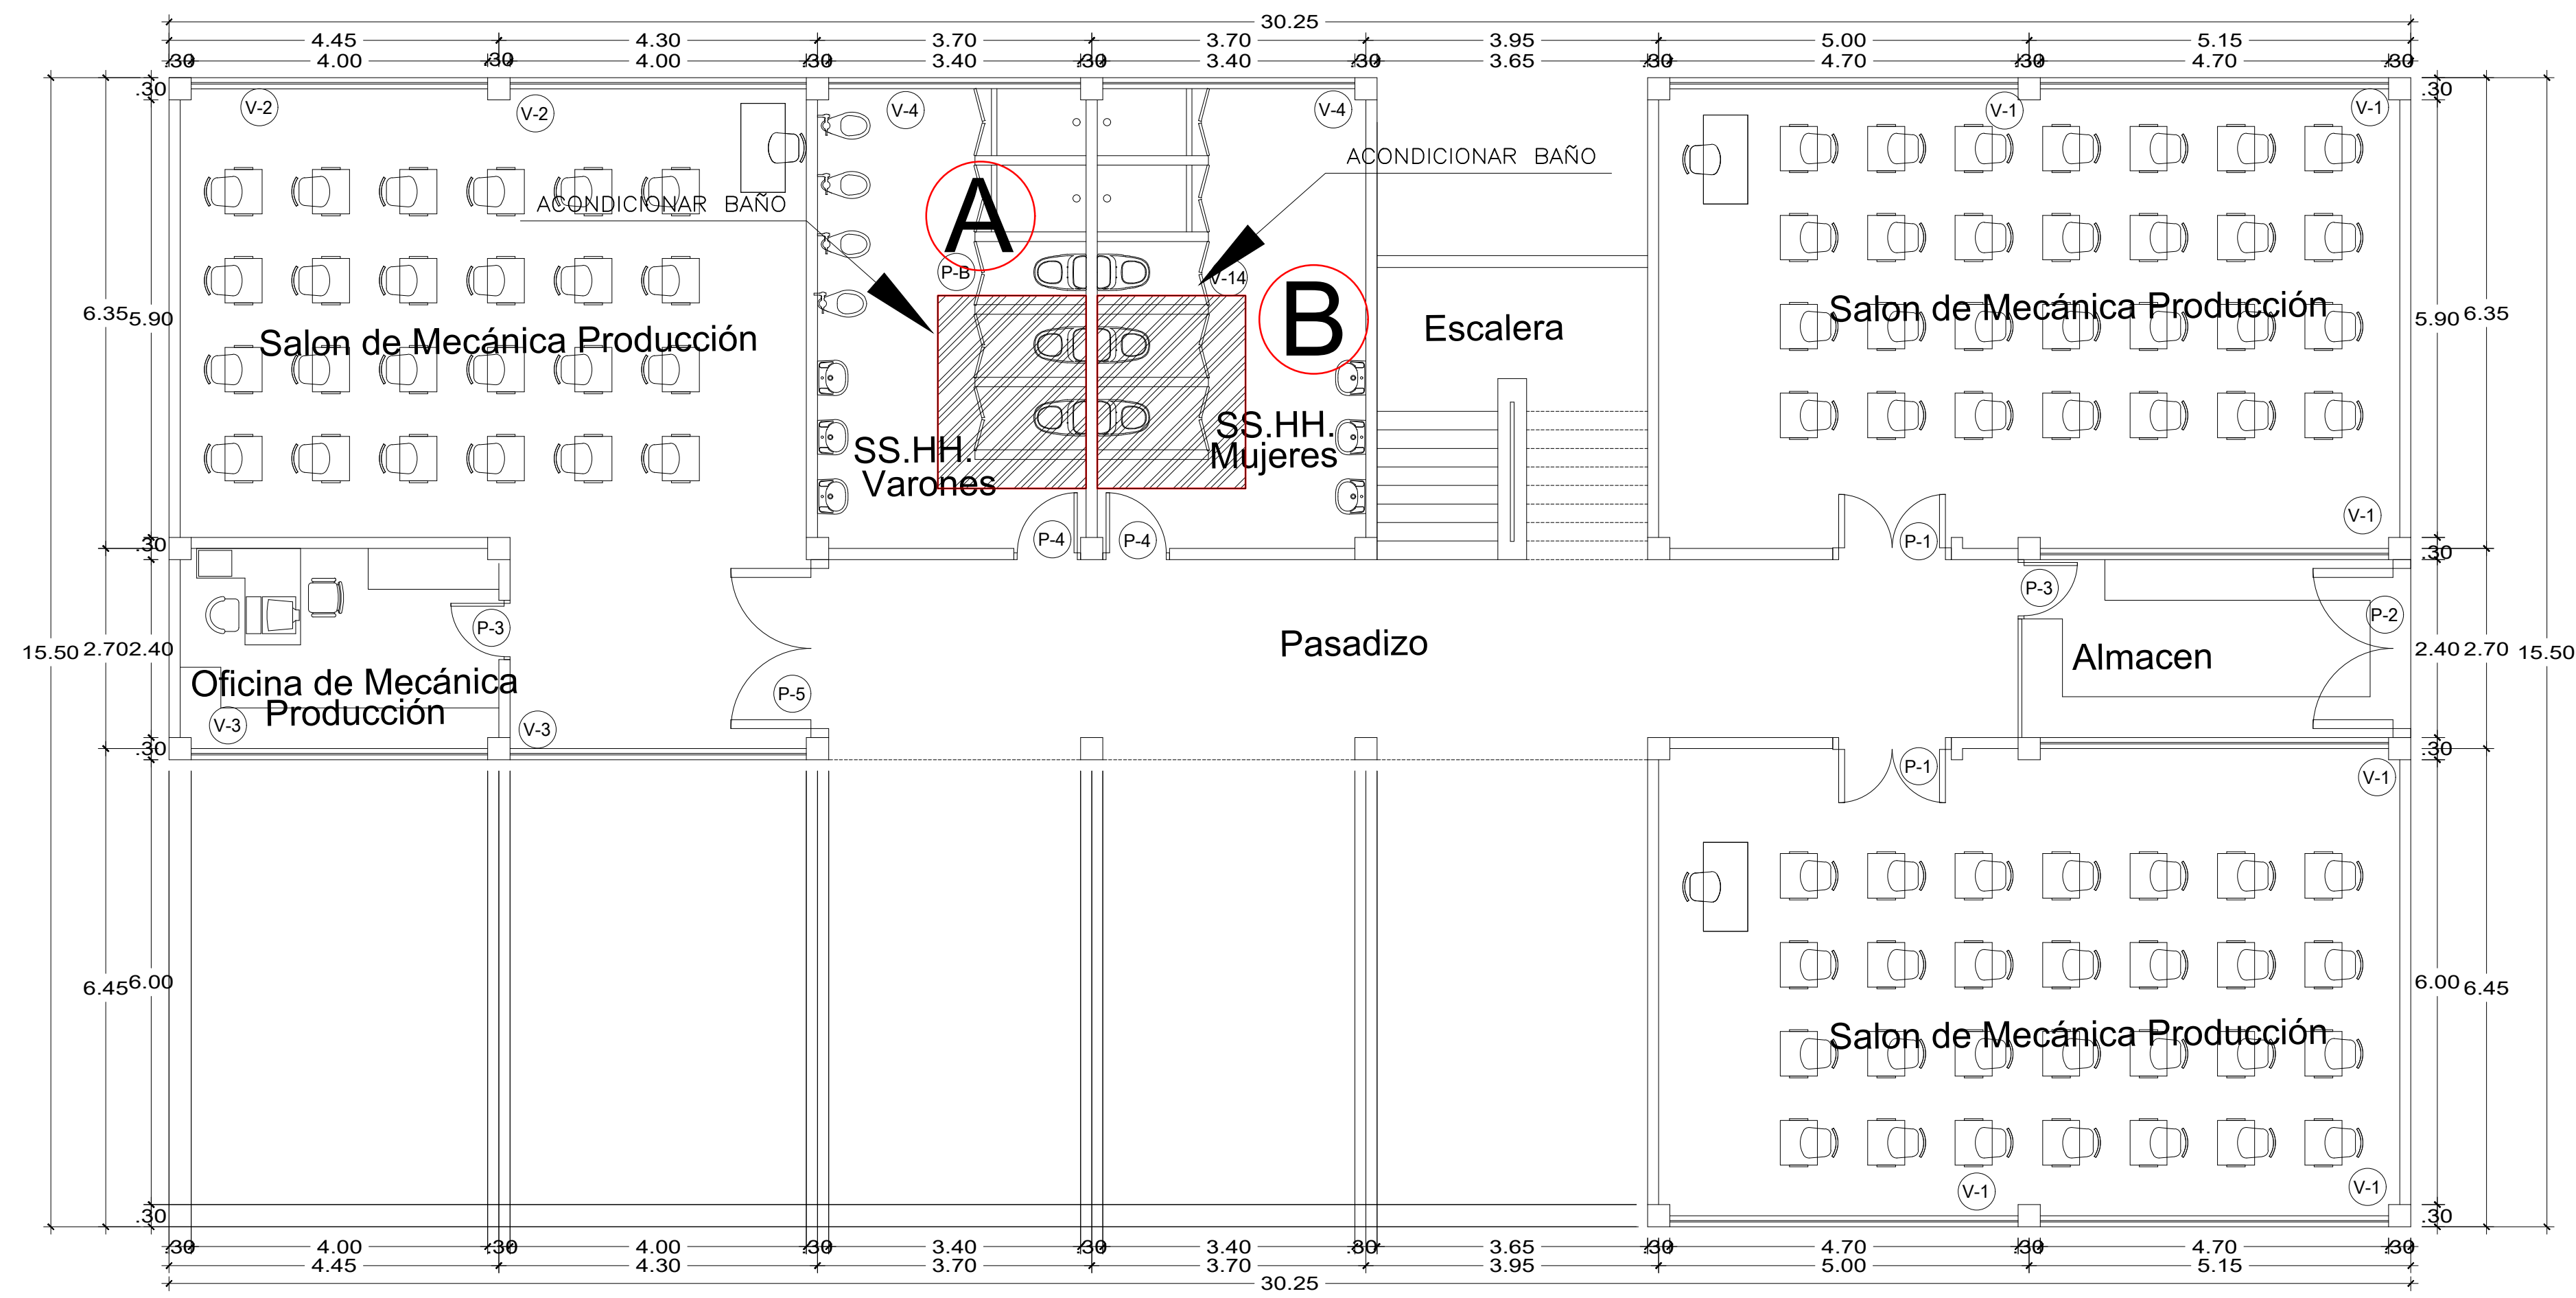 30.25
4.45 4.30 3.70 3.70 3.95 5.00 5.15
.30 4.00 .30 4.00 .30 3.40 .30 3.40 .30 3.65 .30 4.70 .30 4.70 .30
.30 .30
V-2 V-2 V-4 V-4 V-1 V-1
ACONDICIONAR BAÑO
ACONDICIONAR BAÑO
A
P-B V-14
B
6.35 5.90 5.90 6.35
Salon de Mecánica Producción
Escalera
Salon de Mecánica Producción
SS.HH.
Varones
SS.HH.
Mujeres
V-1
.30 P-4 P-4 P-1 .30
P-3 P-3 P-2
15.50 2.70 2.40 Pasadizo Almacen 2.40 2.70 15.50
Oficina de Mecánica
Producción
P-5
V-3 V-3
.30 .30
P-1 V-1
6.45 6.00 6.00 6.45
Salon de Mecánica Producción
V-1 V-1
.30 .30
.30 4.00 .30 4.00 .30 3.40 .30 3.40 .80 3.65 .30 4.70 .30 4.70 .30
4.45 4.30 3.70 3.70 3.95 5.00 5.15
30.25